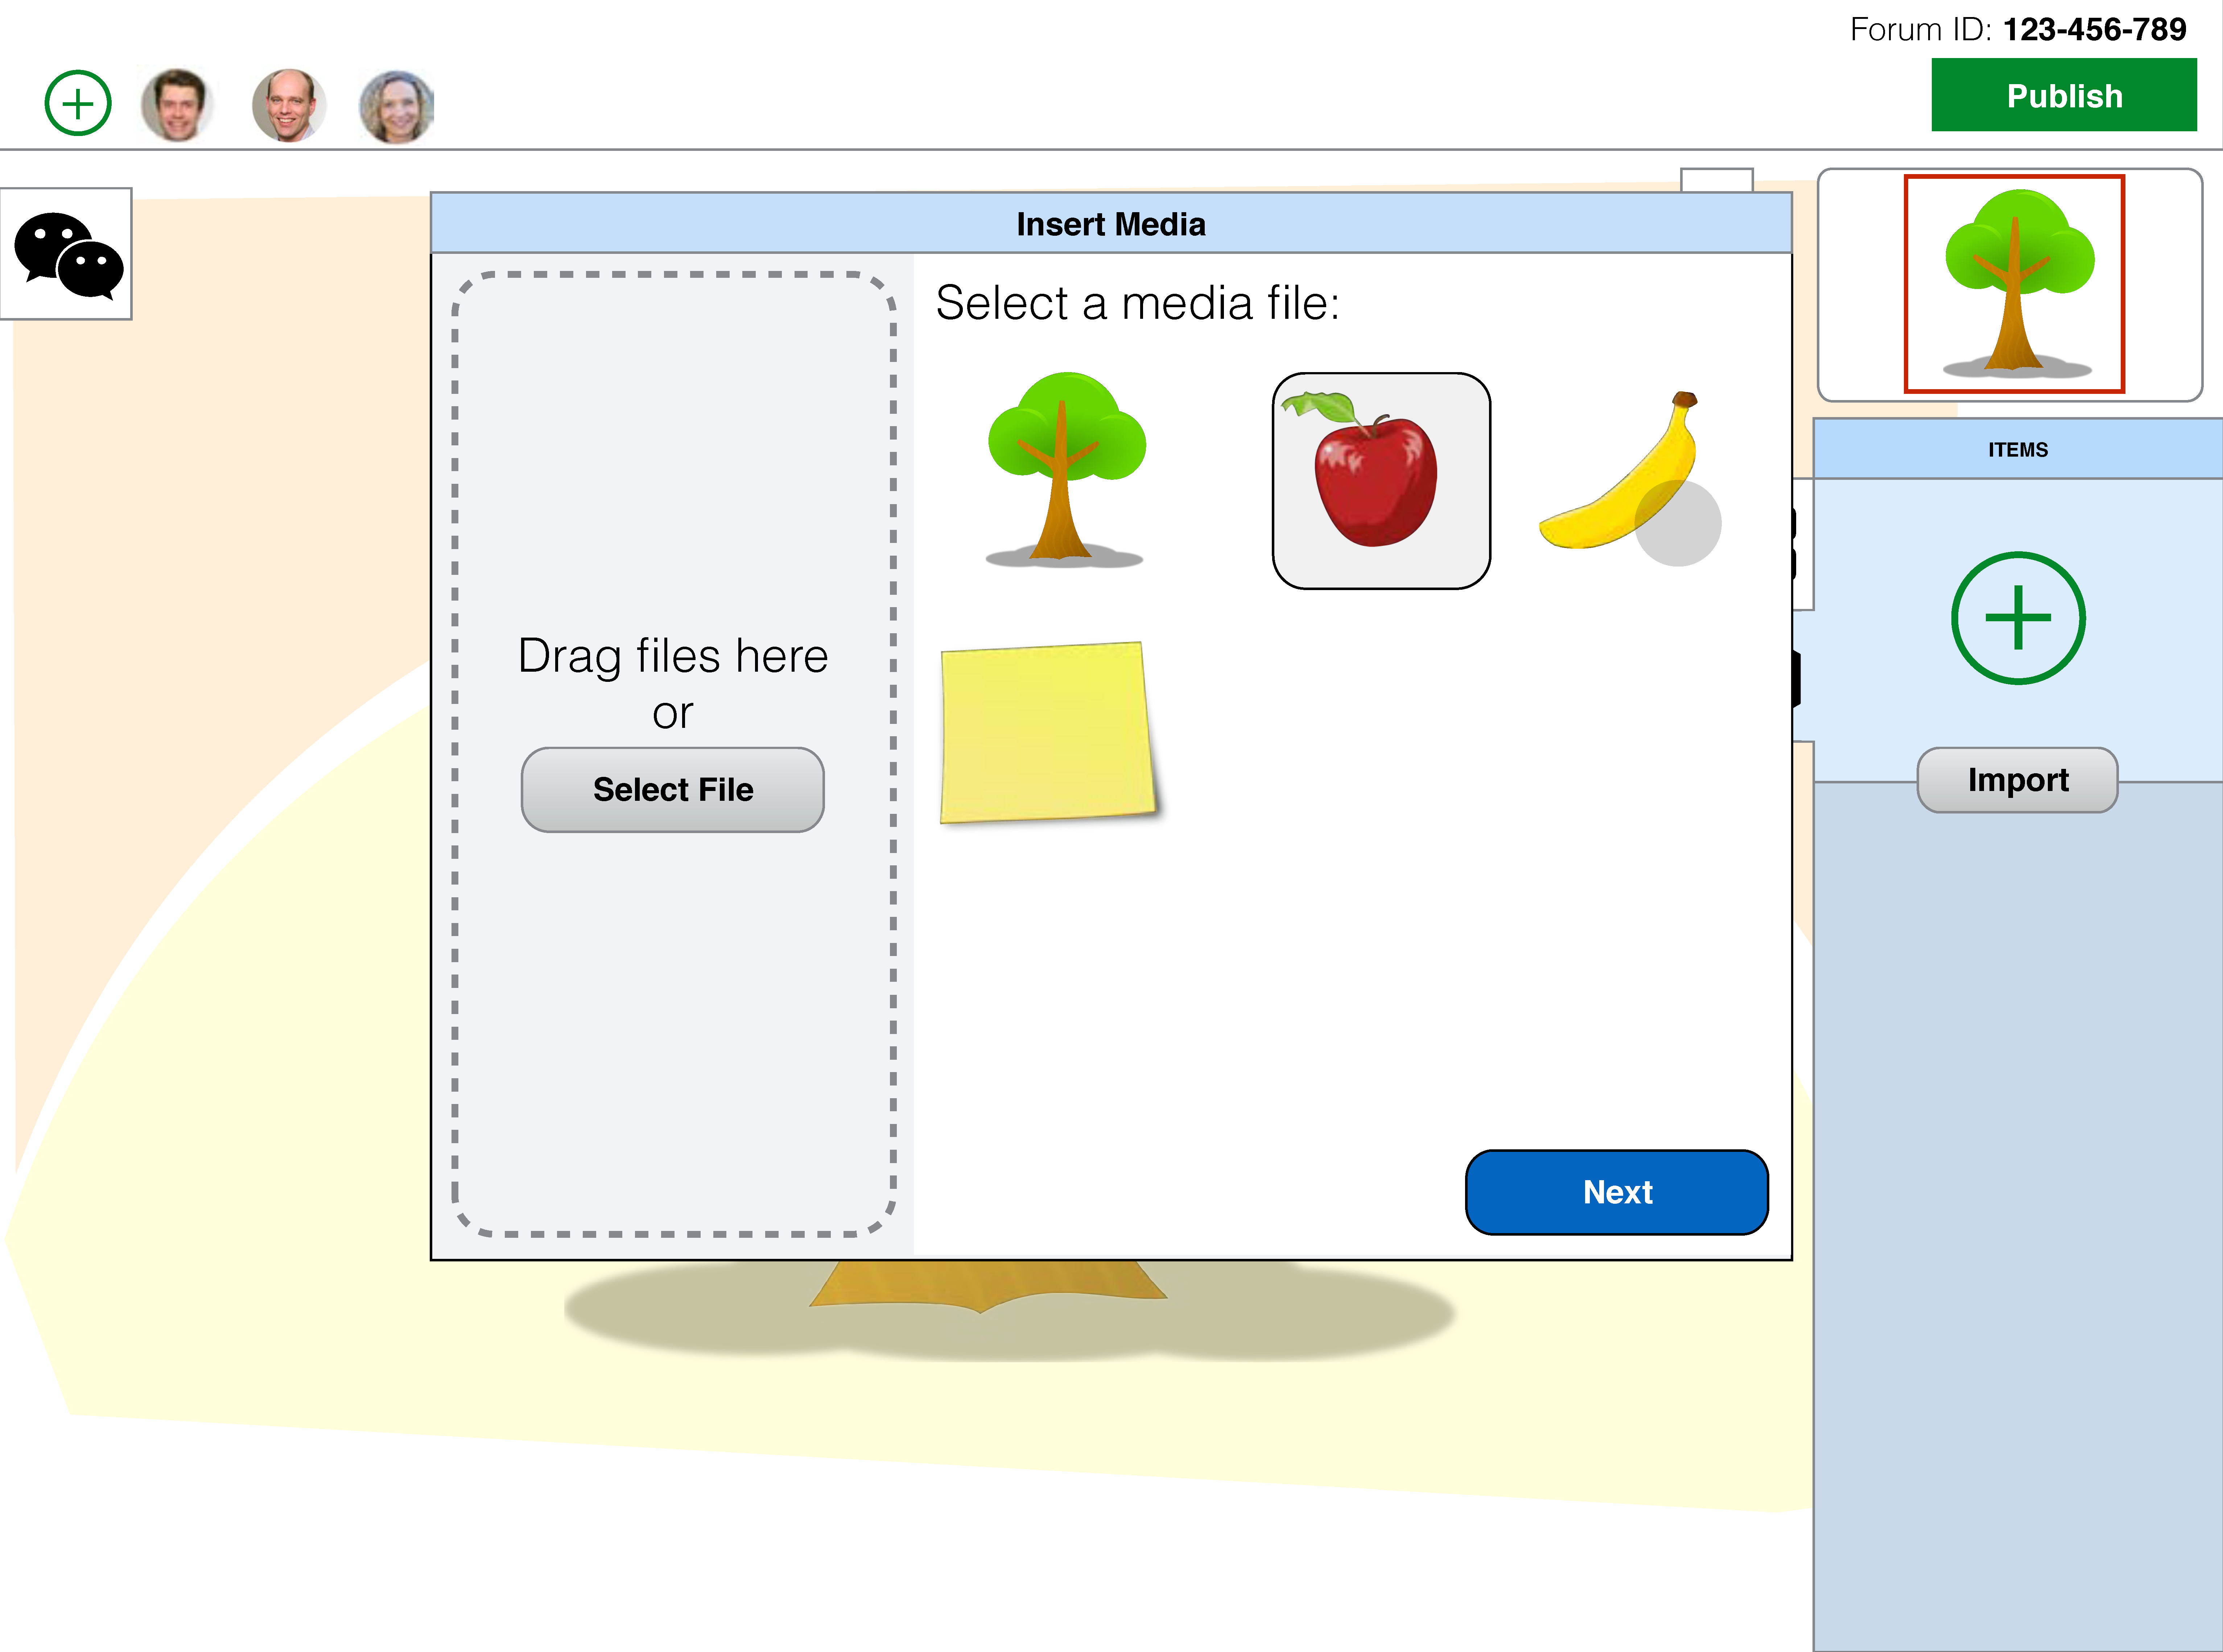 Forum ID: 123-456-789
Publish
Insert Media
Select a media file:
ITEMS
Drag files here
or
Select File
Import
Next